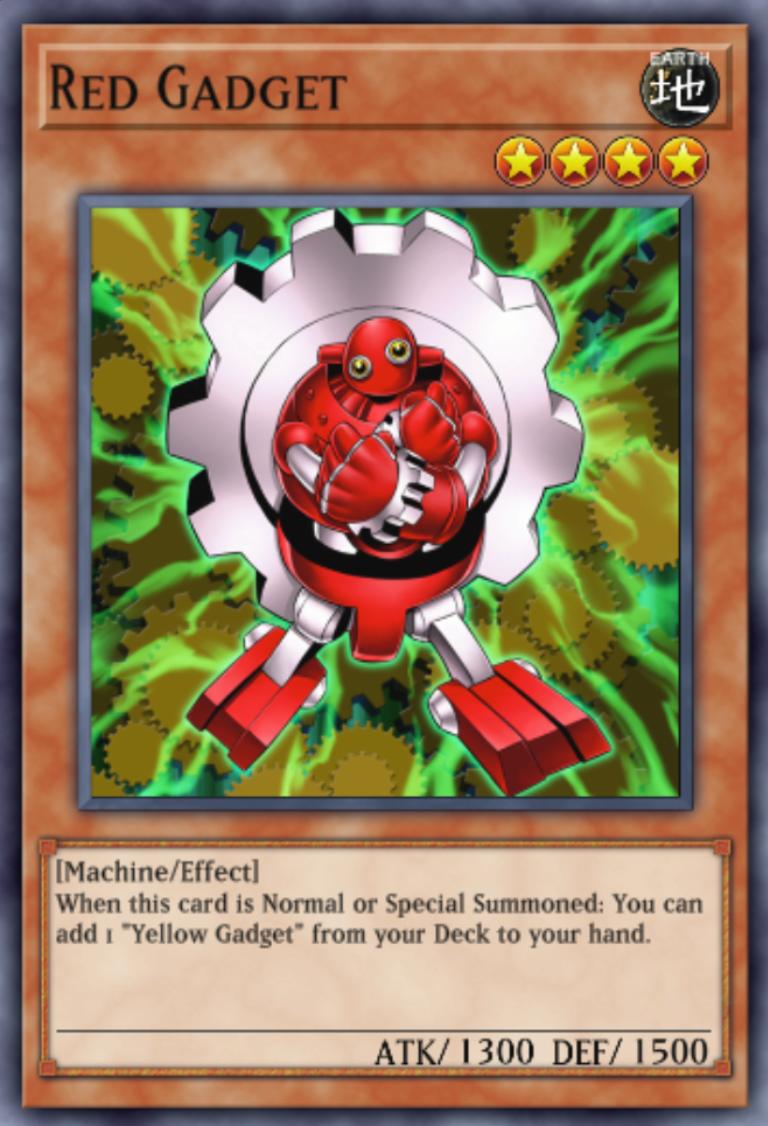 Red Gadget
EARTH
地
[Machine/Effect]
When this card is Normal or Special Summoned: You can
add 1 "Yellow Gadget" from your Deck to your hand.
ATK/ 1300 DEF/ 1500